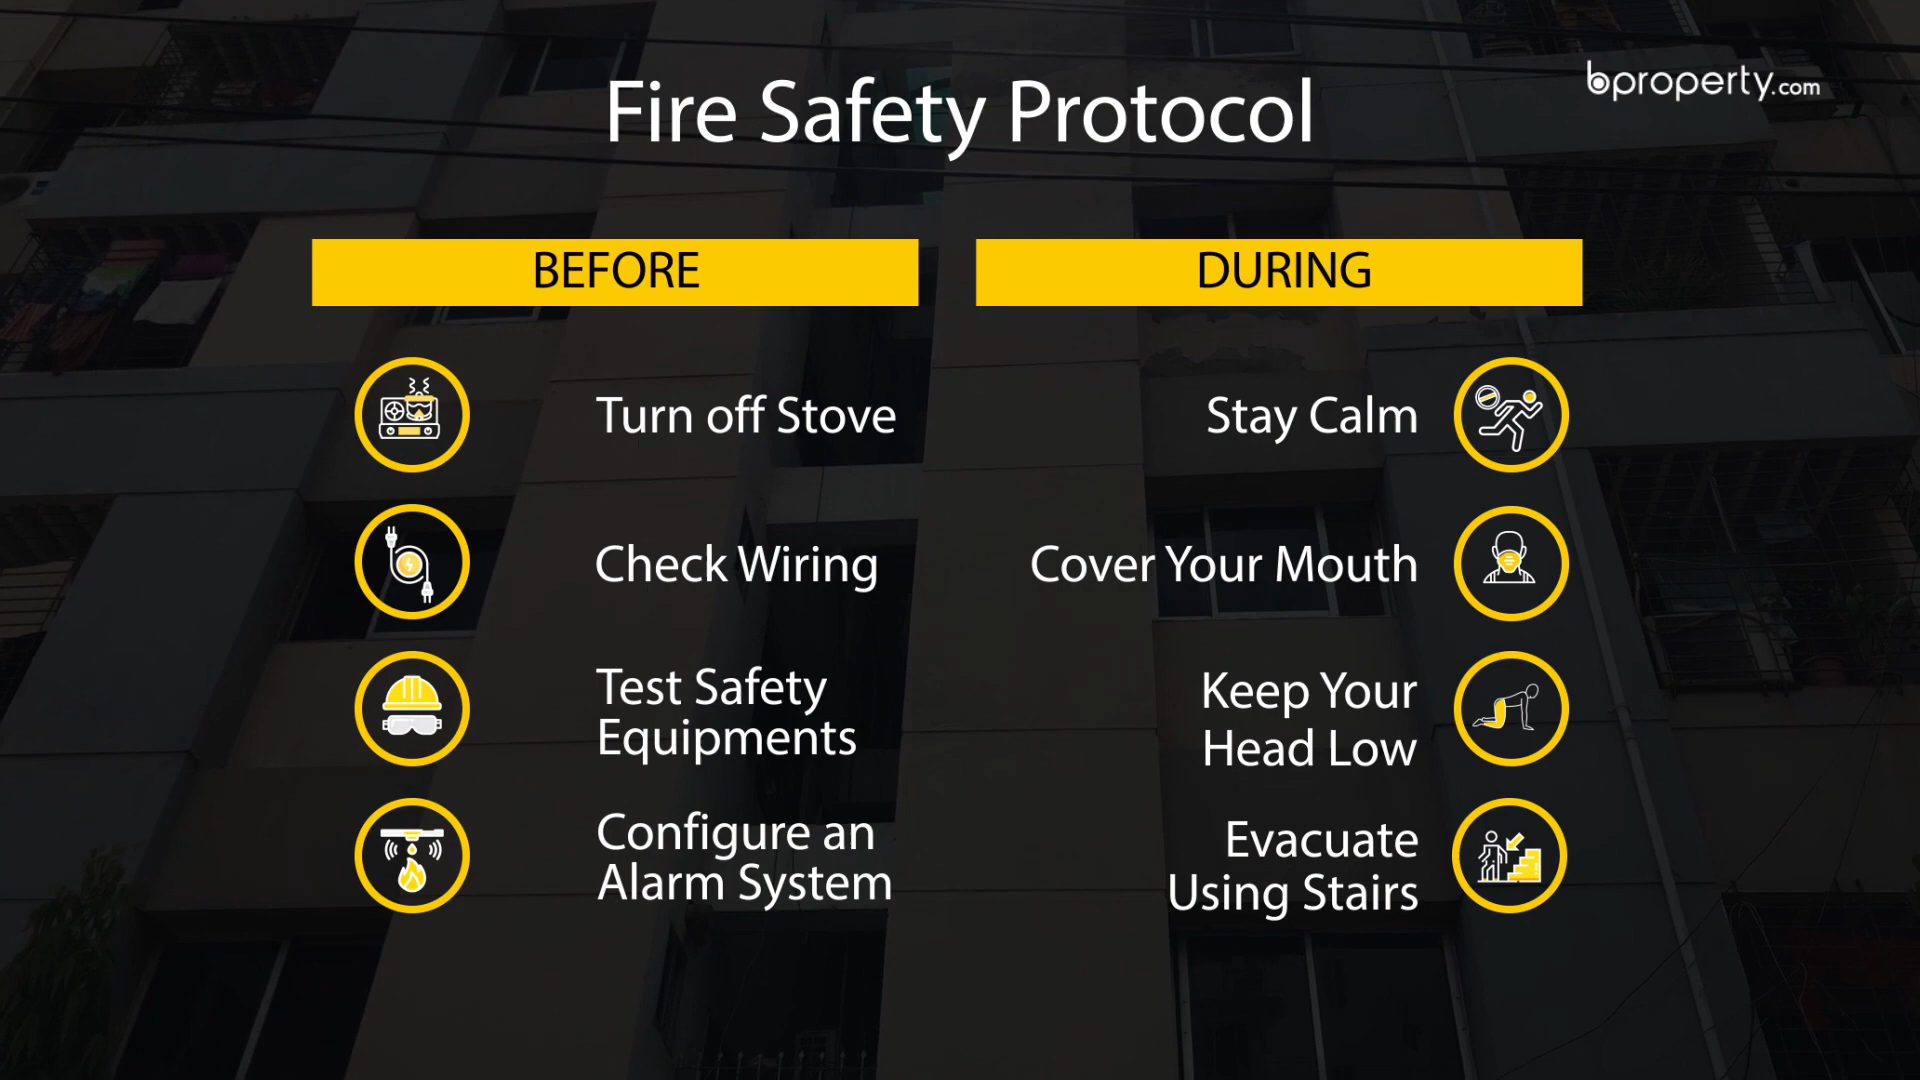 bproperty.com
Fire Safety Protocol
BEFORE
Turn off Stove
Check Wiring
Test Safety
Equipments
Configure an
Alarm System
DURING
Stay Calm
Cover Your Mouth
Keep Your
Head Low
Evacuate
Using Stairs